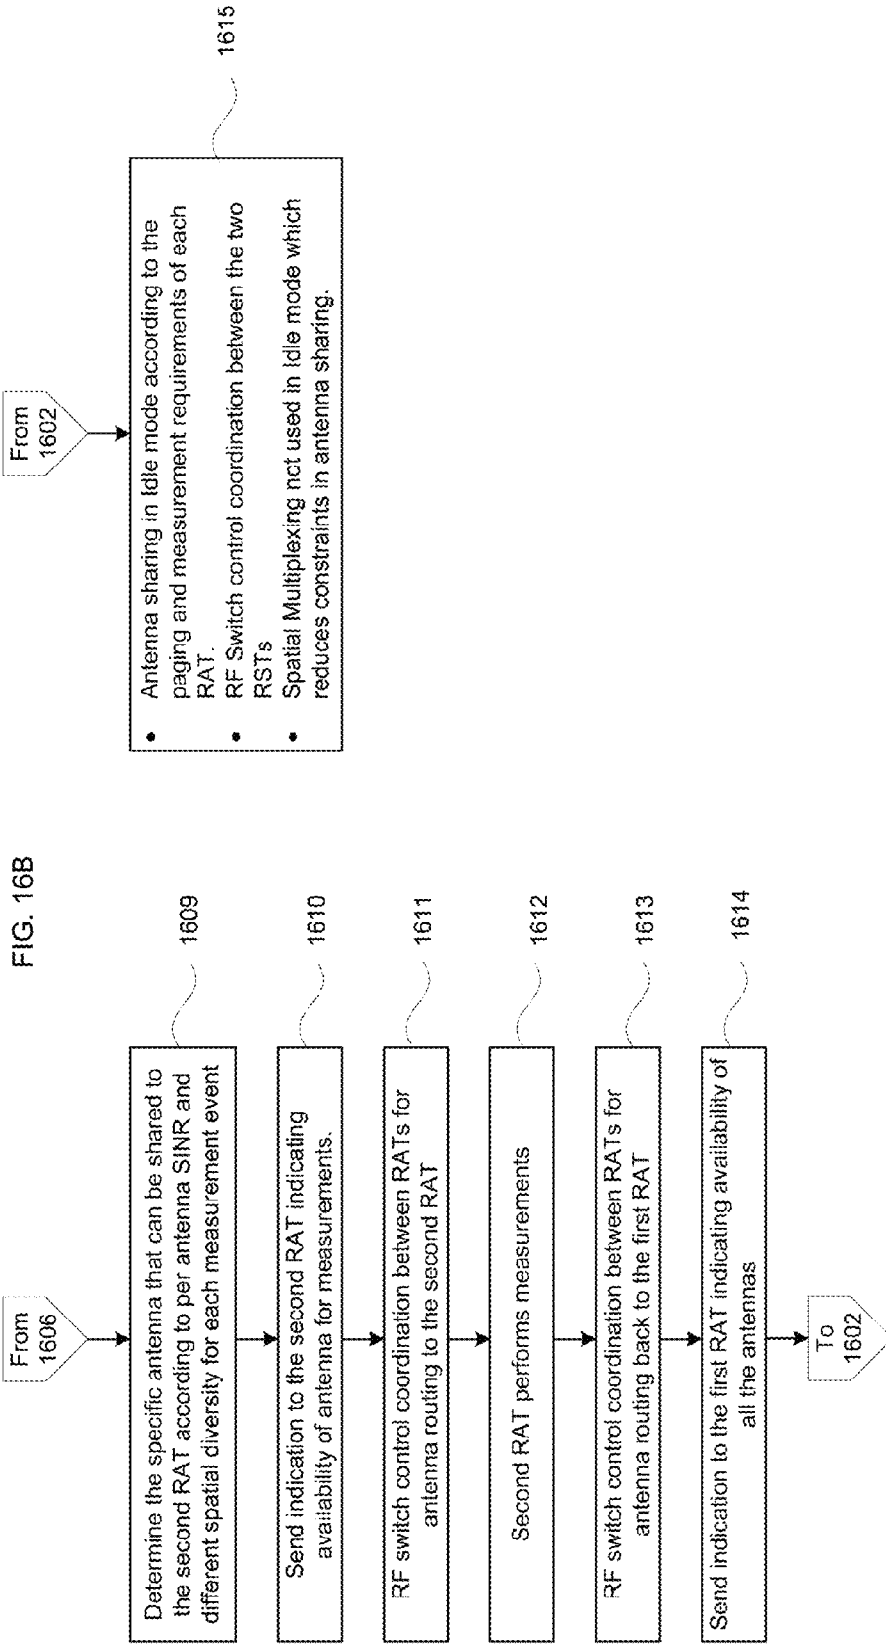 FIG. 16B
From
1606
Determine the specific antenna that can be shared to
the second RAT according to per antenna SINR and
different spatial diversity for each measurement event
1609
Send indication to the second RAT indicating
availability of antenna for measurements.
1610
RF switch control coordination between RATs for
antenna routing to the second RAT
1611
Second RAT performs measurements
1612
RF switch control coordination between RATs for
antenna routing back to the first RAT
1613
Send indication to the first RAT indicating availability of
all the antennas
1614
To
1602
From
1602
• Antenna sharing in Idle mode according to the
paging and measurement requirements of each
RAT.
• RF Switch control coordination between the two
RSTs
• Spatial Multiplexing not used in Idle mode which
reduces constraints in antenna sharing.
1615